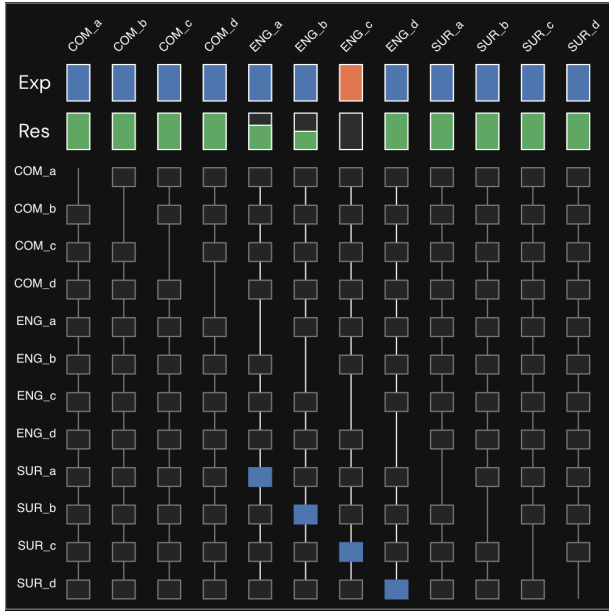 COM_a COM_b COM_c COM_d ENG_a ENG_b ENG_c ENG_d SUR_a SUR_b SUR_c SUR_d
Exp
Res
COM_a
COM_b
COM_c
COM_d
ENG_a
ENG_b
ENG_c
ENG_d
SUR_a
SUR_b
SUR_c
SUR_d